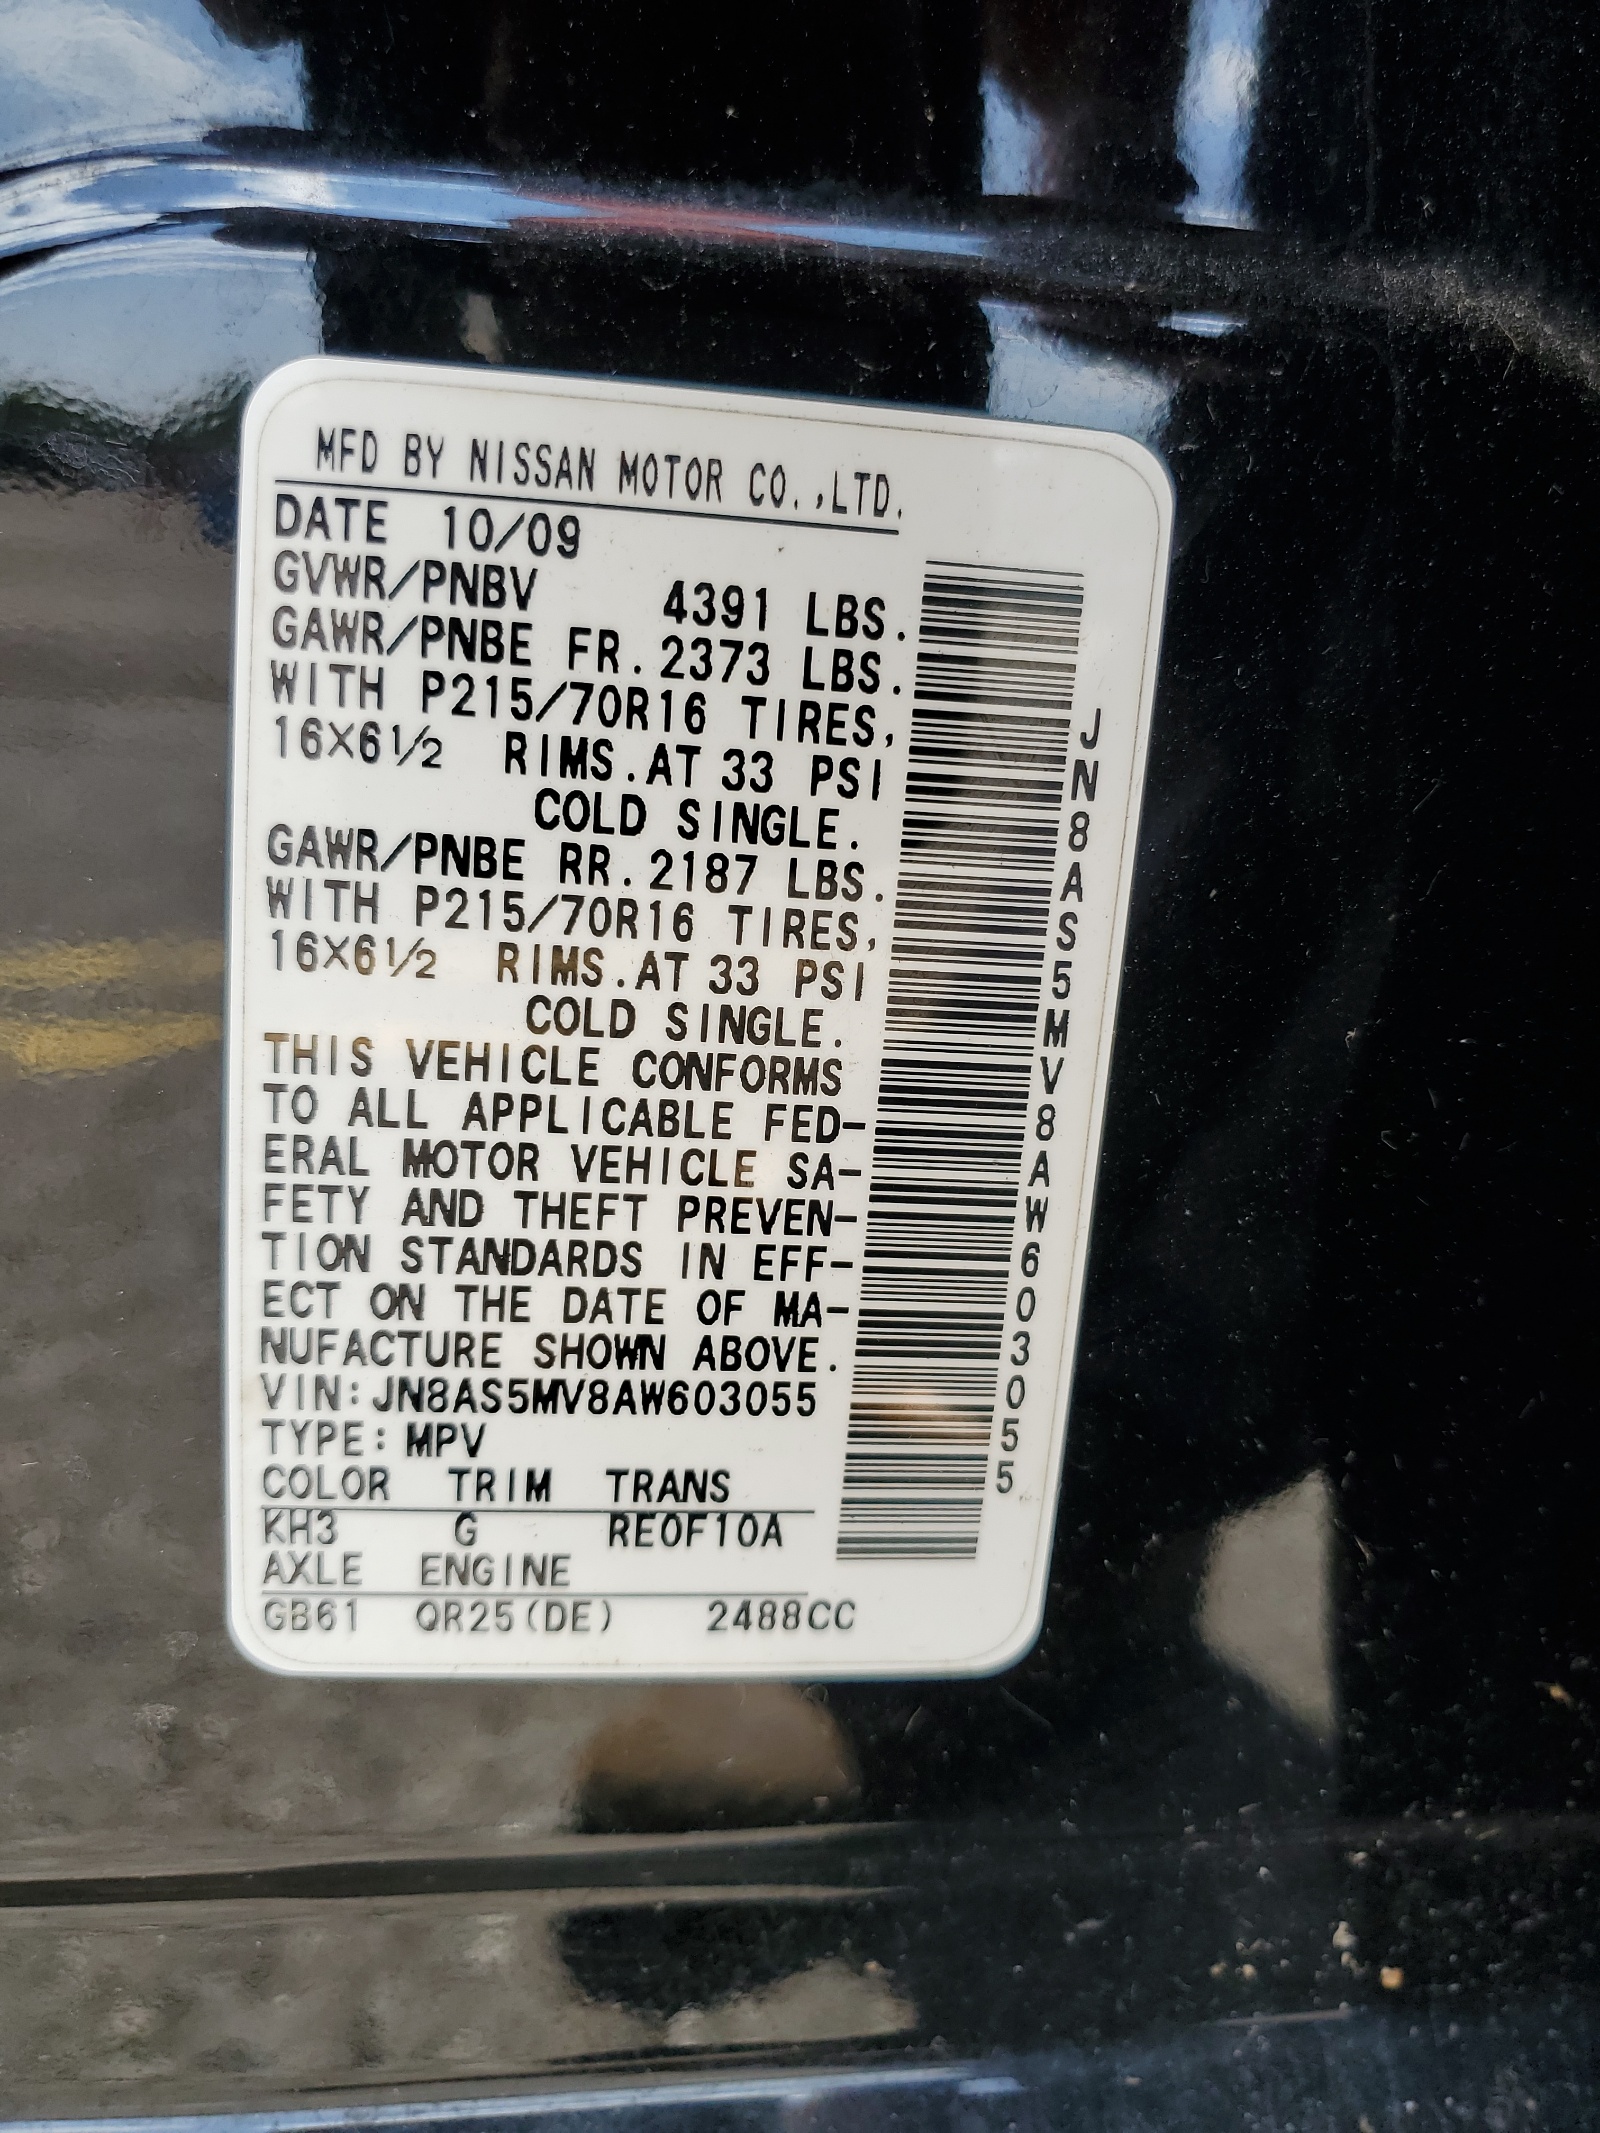 MFD BY NISSAN MOTOR CO.,LTD.
DATE 10/09
GVWR/PNBV 4391 LBS.
GAWR/PNBE FR. 2373 LBS.
WITH P215/70R16 TIRES,
16X6 1/2 RIMS. AT 33 PSI
COLD SINGLE.
GAWR/PNBE RR. 2187 LBS.
WITH P215/70R16 TIRES,
16X6 1/2 RIMS. AT 33 PSI
COLD SINGLE.
THIS VEHICLE CONFORMS
TO ALL APPLICABLE FED-
ERAL MOTOR VEHICLE SA-
FETY AND THEFT PREVEN-
TION STANDARDS IN EFF-
ECT ON THE DATE OF MA-
NUFACTURE SHOWN ABOVE.
VIN: JN8AS5MV8AW603055
TYPE: MPV
COLOR TRIM TRANS
KH3 G RE0F10A
AXLE ENGINE
GB61 QR25(DE) 2488CC
JN8AS5MV8AW603055